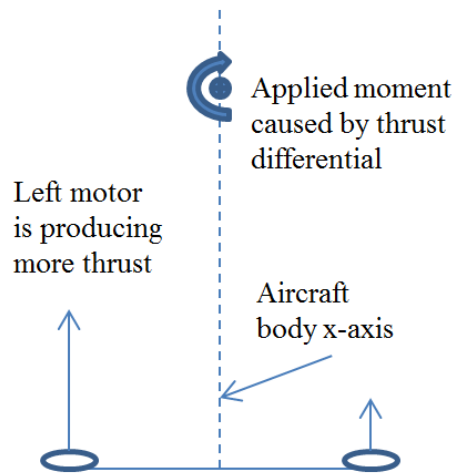 Applied moment
caused by thrust
differential
Left motor
is producing
more thrust
Aircraft
body x-axis